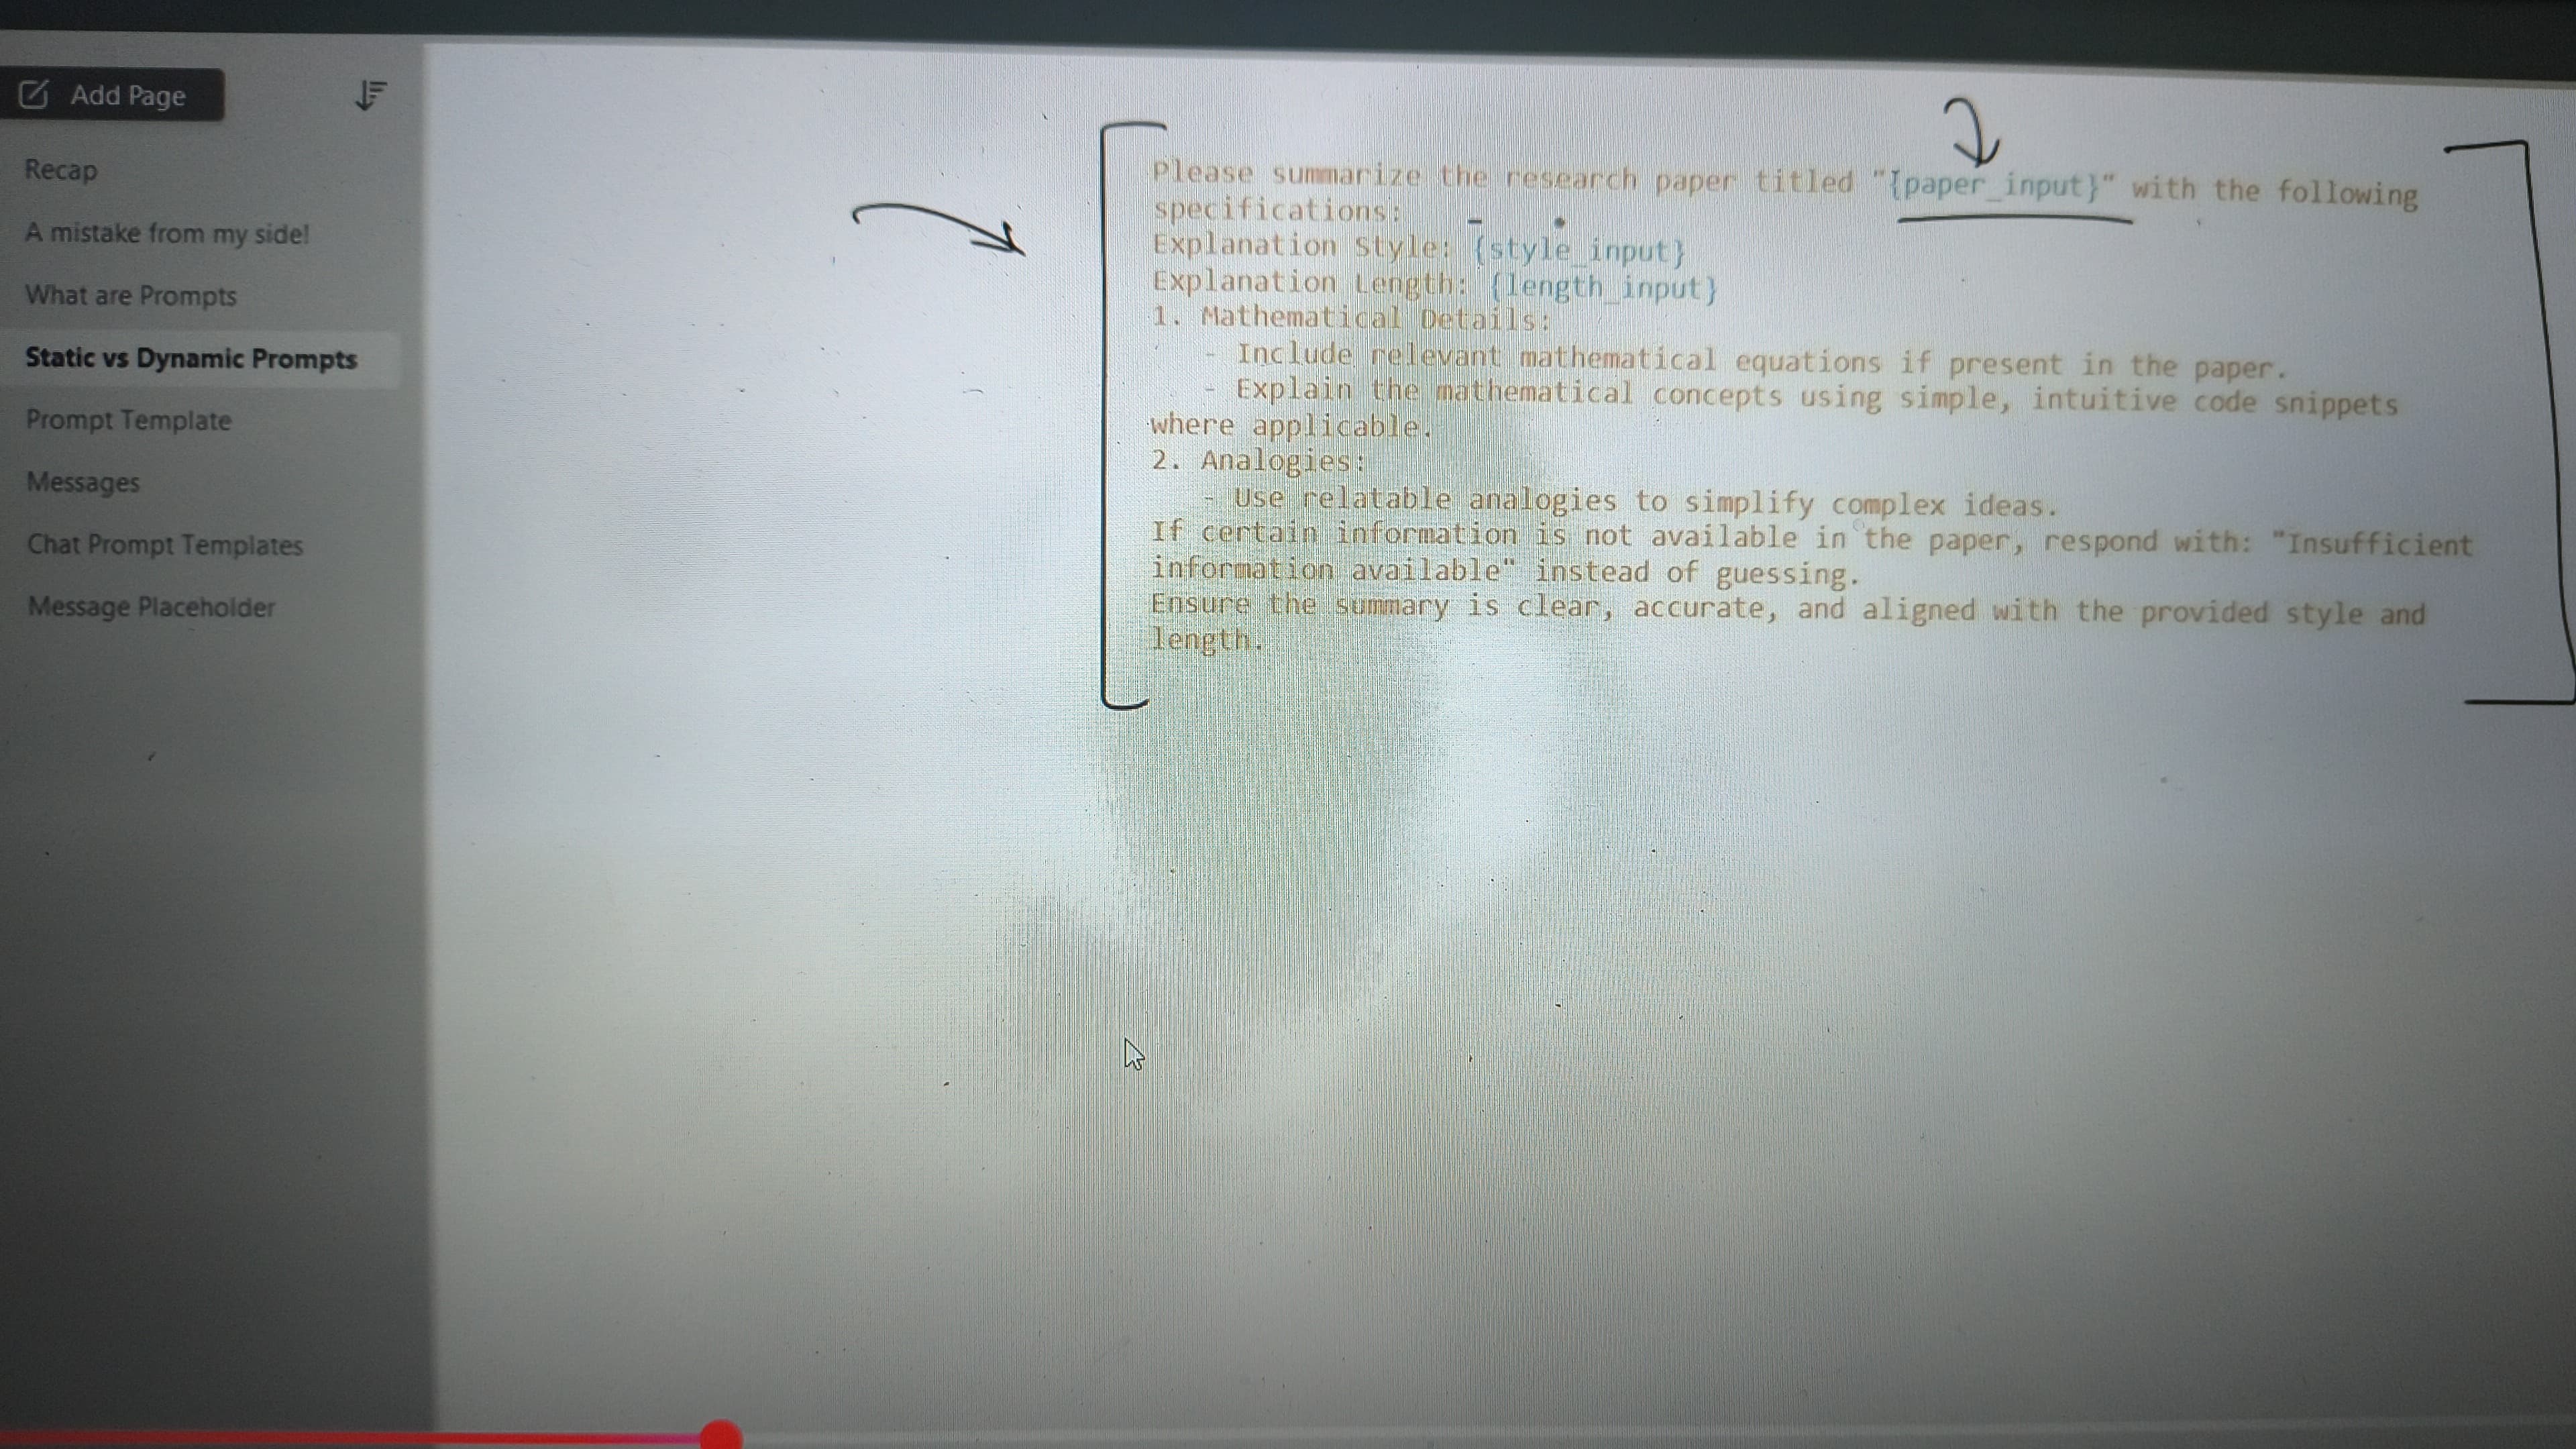 Add Page
Recap
A mistake from my side!
What are Prompts
Static vs Dynamic Prompts
Prompt Template
Messages
Chat Prompt Templates
Message Placeholder
Please summarize the research paper titled "{paper_input}" with the following
specifications:
Explanation Style: {style_input}
Explanation Length: {length_input}
1. Mathematical Details:
- Include relevant mathematical equations if present in the paper.
- Explain the mathematical concepts using simple, intuitive code snippets
where applicable.
2. Analogies:
- Use relatable analogies to simplify complex ideas.
If certain information is not available in the paper, respond with: "Insufficient
information available" instead of guessing.
Ensure the summary is clear, accurate, and aligned with the provided style and
length.